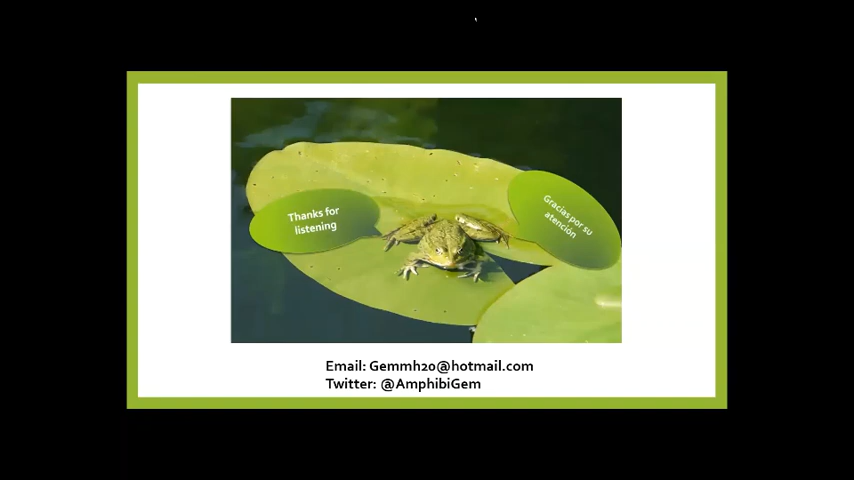 Thanks for
listening
Gracias por su
atención
Email: Gemmh20@hotmail.com
Twitter: @AmphibiGem